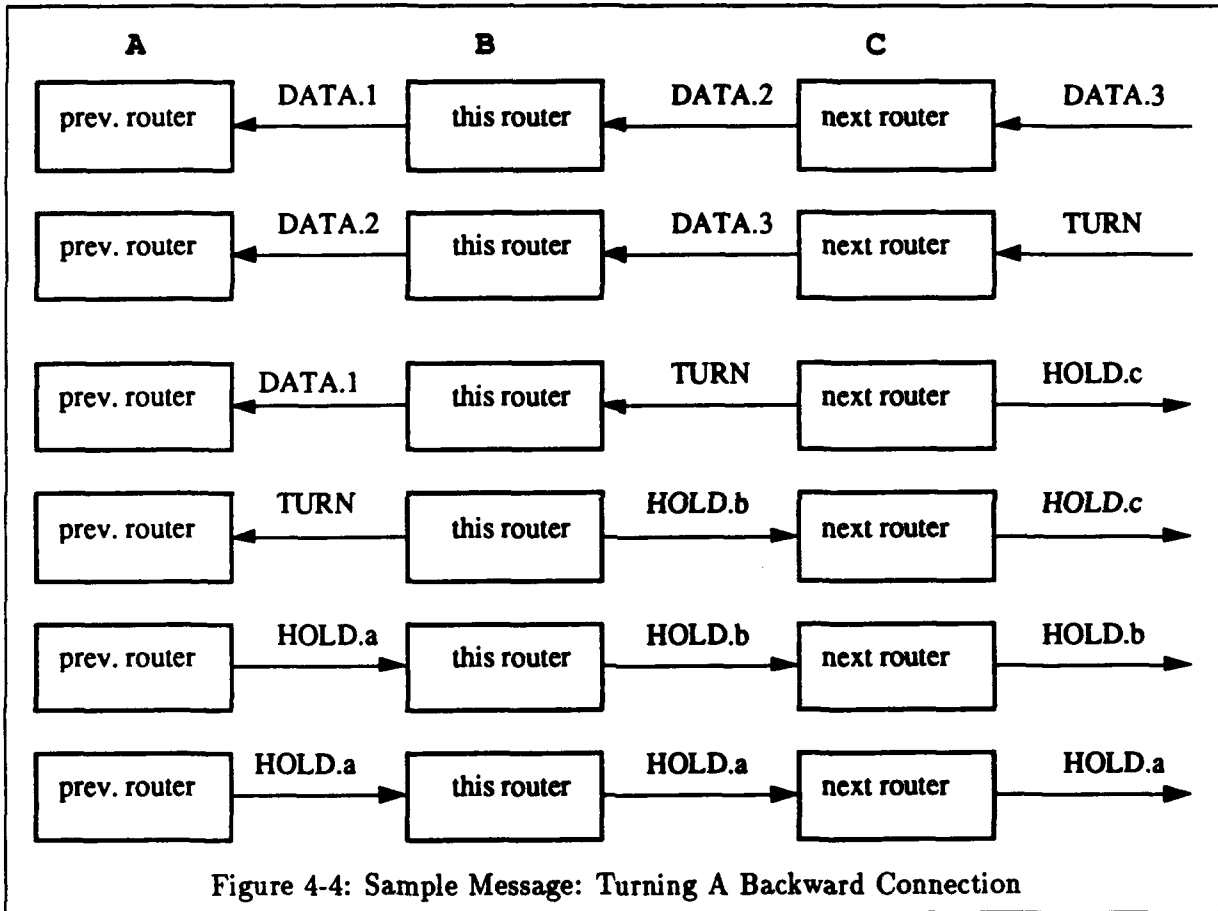 A B C
DATA.1 DATA.2 DATA.3
prev. router this router next router
DATA.2 DATA.3 TURN
prev. router this router next router
DATA.1 TURN HOLD.c
prev. router this router next router
TURN HOLD.b HOLD.c
prev. router this router next router
HOLD.a HOLD.b HOLD.b
prev. router this router next router
HOLD.a HOLD.a HOLD.a
prev. router this router next router
Figure 4-4: Sample Message: Turning A Backward Connection